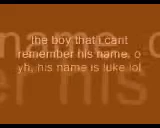 the boy that i cant
remember his name. o
yh, his name is luke lol